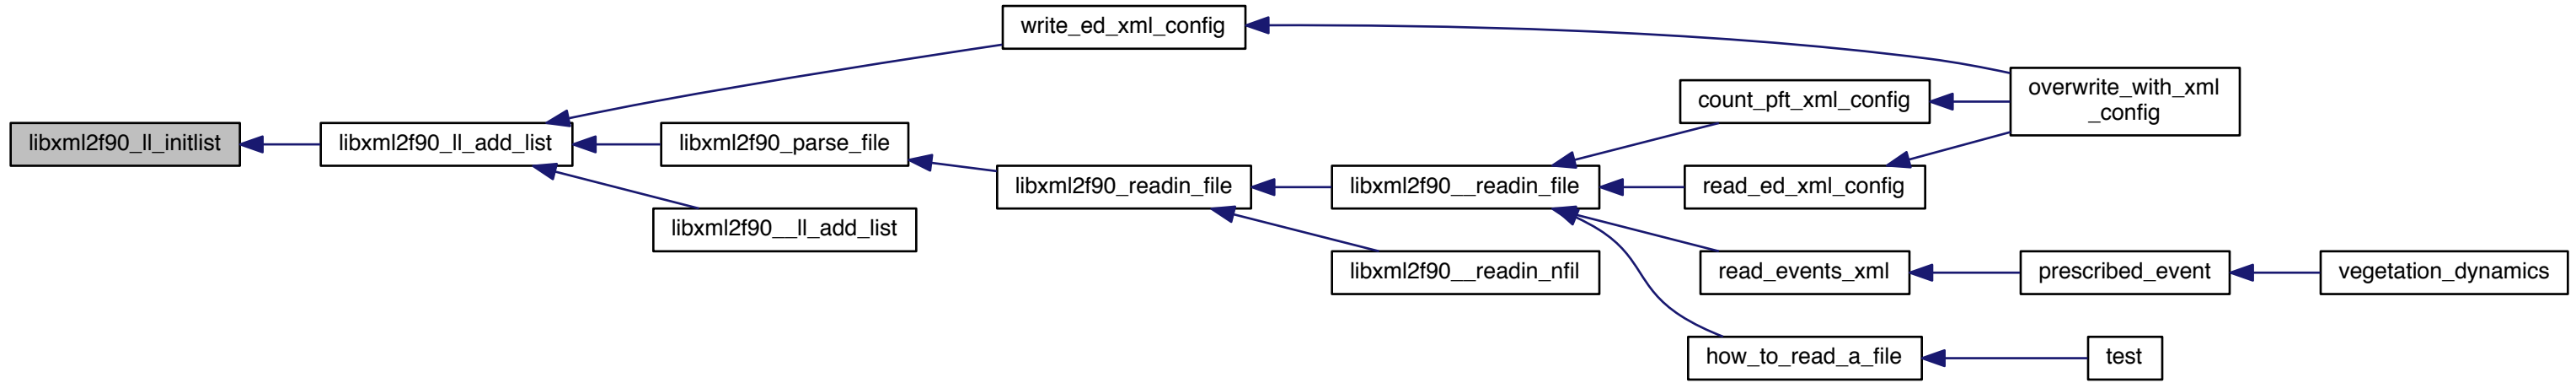 write_ed_xml_config
overwrite_with_xml
_config
count_pft_xml_config
libxml2f90_ll_initlist
libxml2f90_ll_add_list
libxml2f90_parse_file
libxml2f90_readin_file
libxml2f90__readin_file
read_ed_xml_config
libxml2f90__ll_add_list
libxml2f90__readin_nfil
read_events_xml
prescribed_event
vegetation_dynamics
how_to_read_a_file
test